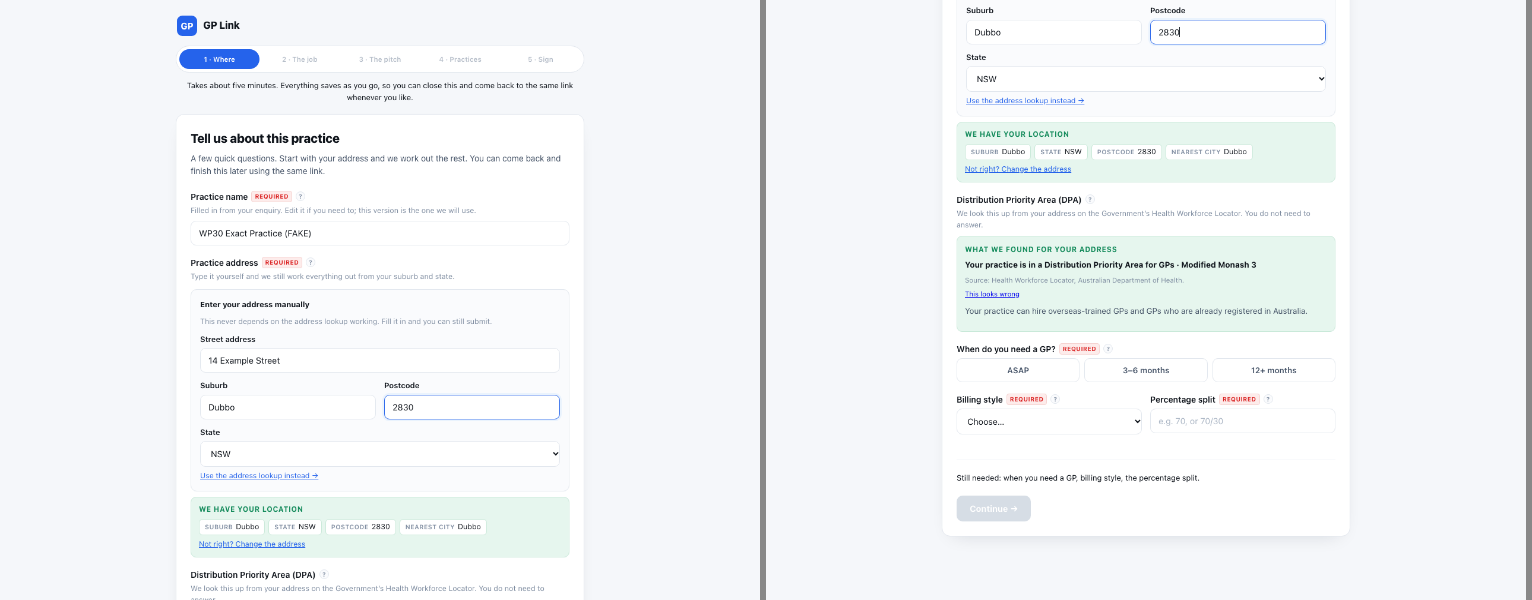 GP GP Link
1 · Where 2 · The job 3 · The pitch 4 · Practices 5 · Sign
Takes about five minutes. Everything saves as you go, so you can close this and come back to the same link
whenever you like.
Tell us about this practice
A few quick questions. Start with your address and we work out the rest. You can come back and
finish this later using the same link.
Practice name REQUIRED ?
Filled in from your enquiry. Edit it if you need to; this version is the one we will use.
WP30 Exact Practice (FAKE)
Practice address REQUIRED ?
Type it yourself and we still work everything out from your suburb and state.
Enter your address manually
This never depends on the address lookup working. Fill it in and you can still submit.
Street address
14 Example Street
Suburb Postcode
Dubbo 2830
State
NSW
Use the address lookup instead →
WE HAVE YOUR LOCATION
SUBURB Dubbo STATE NSW POSTCODE 2830 NEAREST CITY Dubbo
Not right? Change the address
Distribution Priority Area (DPA) ?
We look this up from your address on the Government's Health Workforce Locator. You do not need to
answer.
Suburb Postcode
Dubbo 2830
State
NSW
Use the address lookup instead →
WE HAVE YOUR LOCATION
SUBURB Dubbo STATE NSW POSTCODE 2830 NEAREST CITY Dubbo
Not right? Change the address
Distribution Priority Area (DPA) ?
We look this up from your address on the Government's Health Workforce Locator. You do not need to
answer.
WHAT WE FOUND FOR YOUR ADDRESS
Your practice is in a Distribution Priority Area for GPs · Modified Monash 3
Source: Health Workforce Locator, Australian Department of Health.
This looks wrong
Your practice can hire overseas-trained GPs and GPs who are already registered in Australia.
When do you need a GP? REQUIRED ?
ASAP 3–6 months 12+ months
Billing style REQUIRED ? Percentage split REQUIRED ?
Choose... e.g. 70, or 70/30
Still needed: when you need a GP, billing style, the percentage split.
Continue →